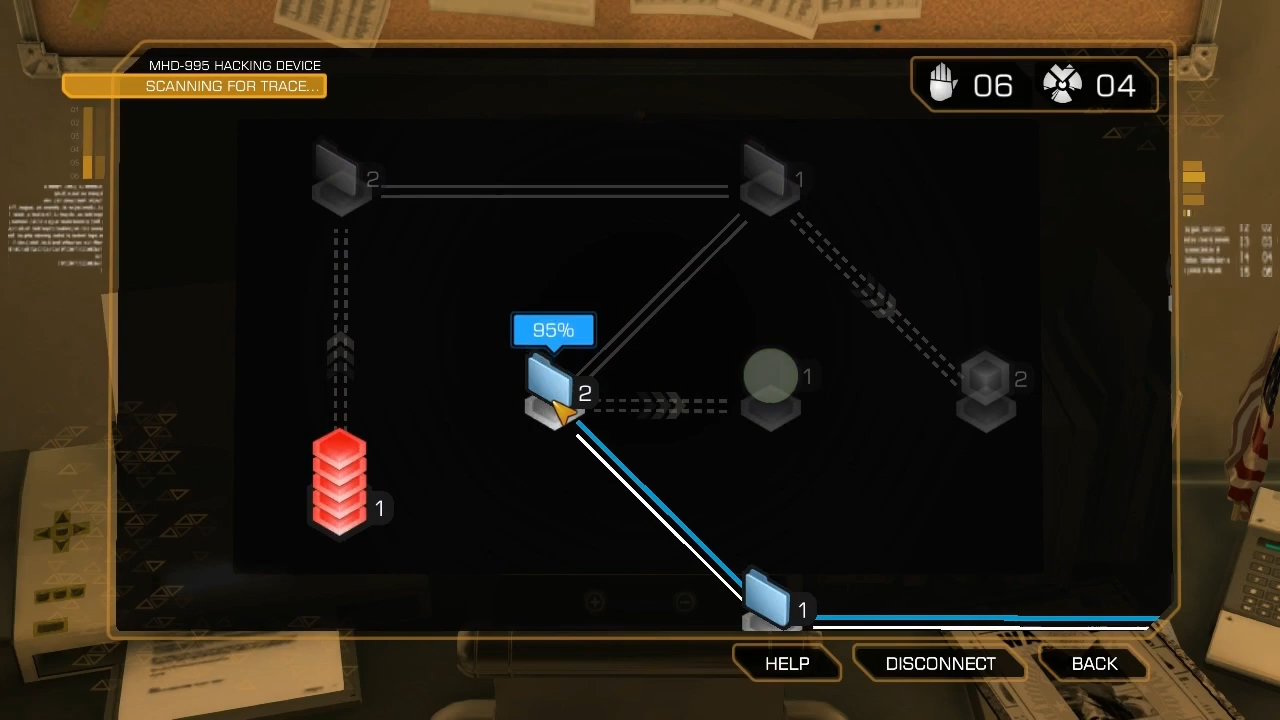 MHD-995 HACKING DEVICE
SCANNING FOR TRACE...
06 04
2
1
95%
2
1
2
1
1
HELP
DISCONNECT
BACK